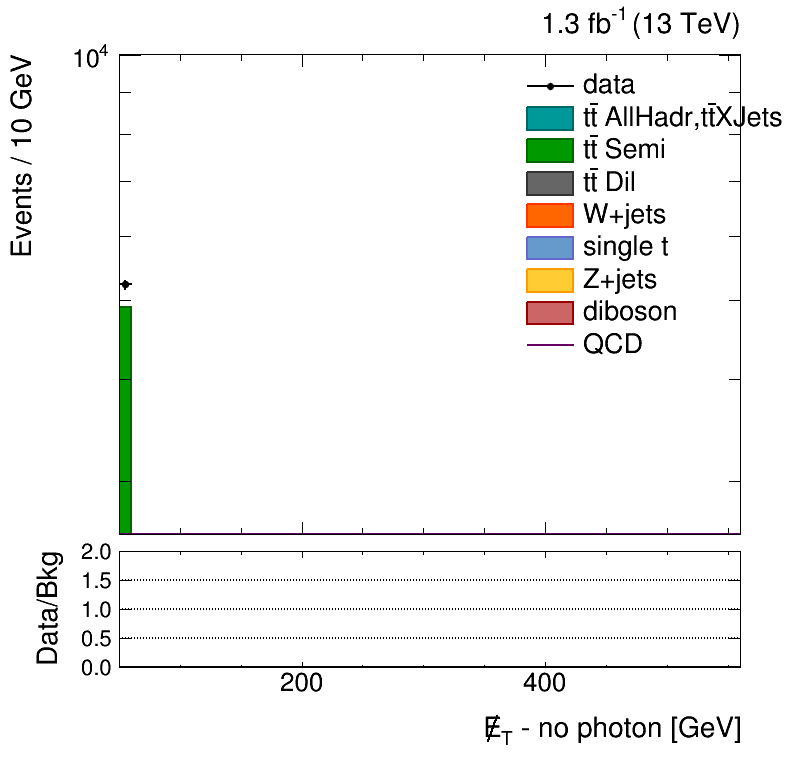 1.3 fb⁻¹ (13 TeV)
Events / 10 GeV
10⁴
data
tt̄ AllHadr,tt̄XJets
tt̄ Semi
tt̄ Dil
W+jets
single t
Z+jets
diboson
QCD
Data/Bkg
2.0
1.5
1.0
0.5
0.0
200 400
E̸_T - no photon [GeV]